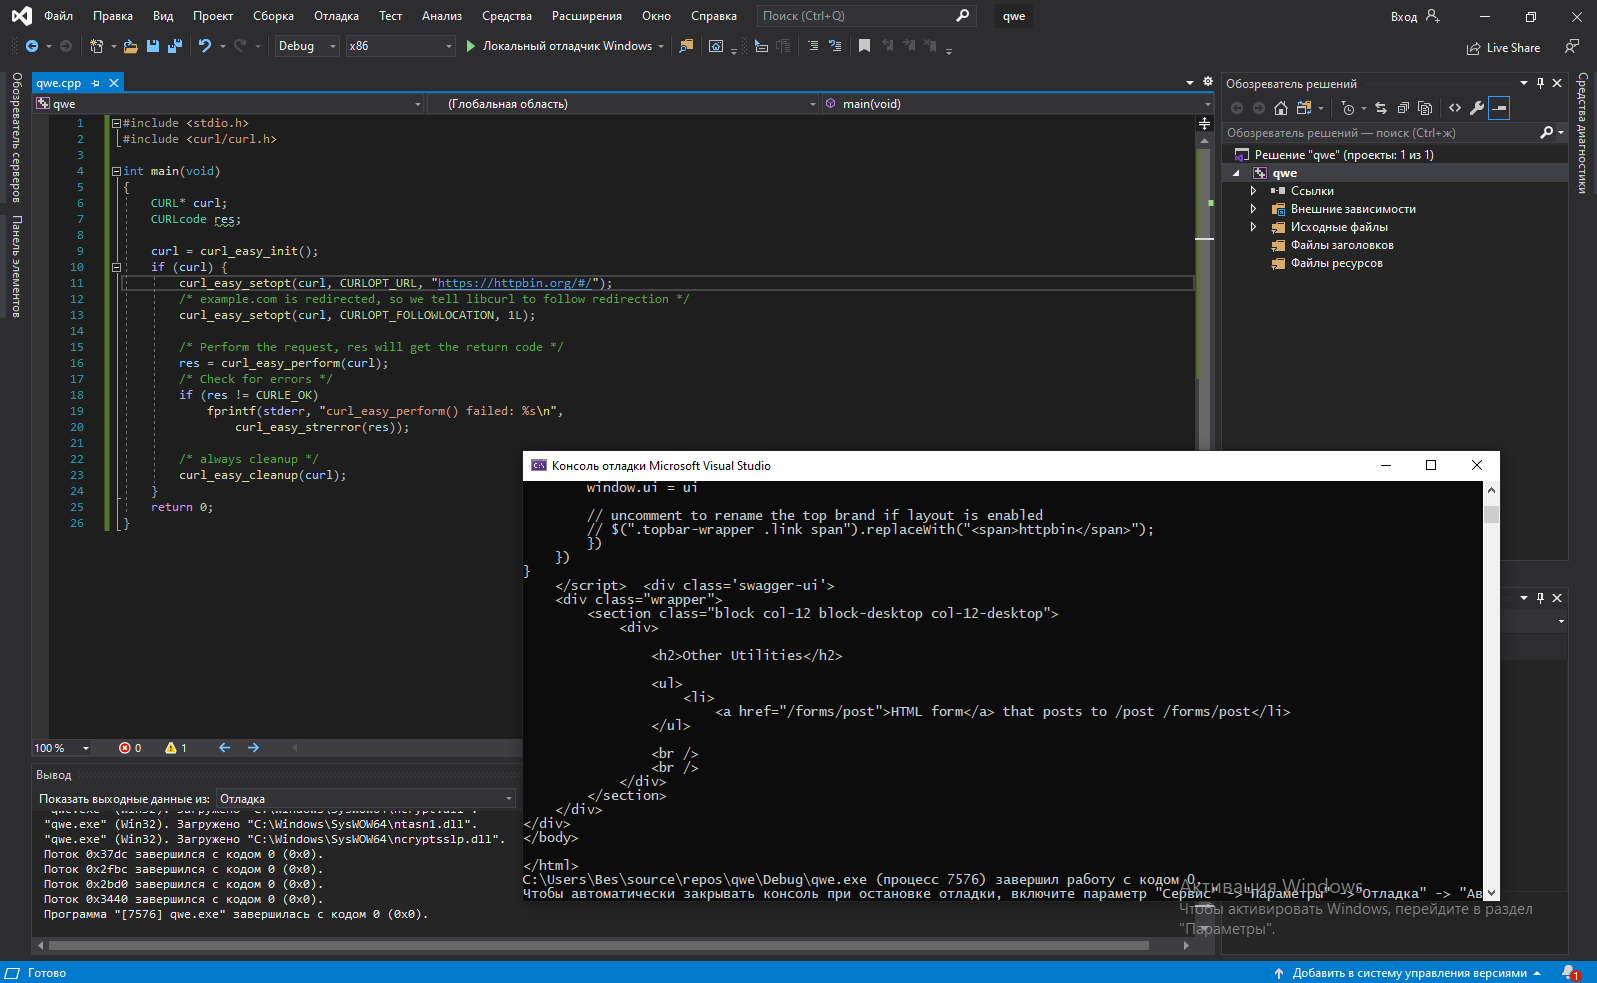 Файл Правка Вид Проект Сборка Отладка Тест Анализ Средства Расширения Окно Справка Поиск (Ctrl+Q) qwe Вход
Debug x86 Локальный отладчик Windows Live Share
Обозреватель серверов
Панель элементов
qwe.cpp
qwe (Глобальная область) main(void)
1 #include <stdio.h>
2 #include <curl/curl.h>
3
4 int main(void)
5 {
6 CURL* curl;
7 CURLcode res;
8
9 curl = curl_easy_init();
10 if (curl) {
11 curl_easy_setopt(curl, CURLOPT_URL, "https://httpbin.org/#/");
12 /* example.com is redirected, so we tell libcurl to follow redirection */
13 curl_easy_setopt(curl, CURLOPT_FOLLOWLOCATION, 1L);
14
15 /* Perform the request, res will get the return code */
16 res = curl_easy_perform(curl);
17 /* Check for errors */
18 if (res != CURLE_OK)
19 fprintf(stderr, "curl_easy_perform() failed: %s\n",
20 curl_easy_strerror(res));
21
22 /* always cleanup */
23 curl_easy_cleanup(curl);
24 }
25 return 0;
26 }
100 % 0 1
Вывод
Показать выходные данные из: Отладка
"qwe.exe" (Win32). Загружено "C:\Windows\SysWOW64\ncrypt.dll".
"qwe.exe" (Win32). Загружено "C:\Windows\SysWOW64\ntasn1.dll".
"qwe.exe" (Win32). Загружено "C:\Windows\SysWOW64\ncryptsslp.dll".
Поток 0x37dc завершился с кодом 0 (0x0).
Поток 0x2fbc завершился с кодом 0 (0x0).
Поток 0x2bd0 завершился с кодом 0 (0x0).
Поток 0x3440 завершился с кодом 0 (0x0).
Программа "[7576] qwe.exe" завершилась с кодом 0 (0x0).
Консоль отладки Microsoft Visual Studio
window.ui = ui
// uncomment to rename the top brand if layout is enabled
// $(".topbar-wrapper .link span").replaceWith("<span>httpbin</span>");
})
})
}
</script> <div class='swagger-ui'>
<div class="wrapper">
<section class="block col-12 block-desktop col-12-desktop">
<div>
<h2>Other Utilities</h2>
<ul>
<li>
<a href="/forms/post">HTML form</a> that posts to /post /forms/post</li>
</ul>
<br />
<br />
</div>
</section>
</div>
</div>
</body>
</html>
C:\Users\Bes\source\repos\qwe\Debug\qwe.exe (процесс 7576) завершил работу с кодом 0.
Чтобы автоматически закрывать консоль при остановке отладки, включите параметр "Сервис" ->"Параметры" ->"Отладка" -> "Ав
Обозреватель решений
Обозреватель решений — поиск (Ctrl+ж)
Решение "qwe" (проекты: 1 из 1)
qwe
Ссылки
Внешние зависимости
Исходные файлы
Файлы заголовков
Файлы ресурсов
Средства диагностики
Активация Windows
Чтобы активировать Windows, перейдите в раздел
"Параметры".
Готово Добавить в систему управления версиями 1